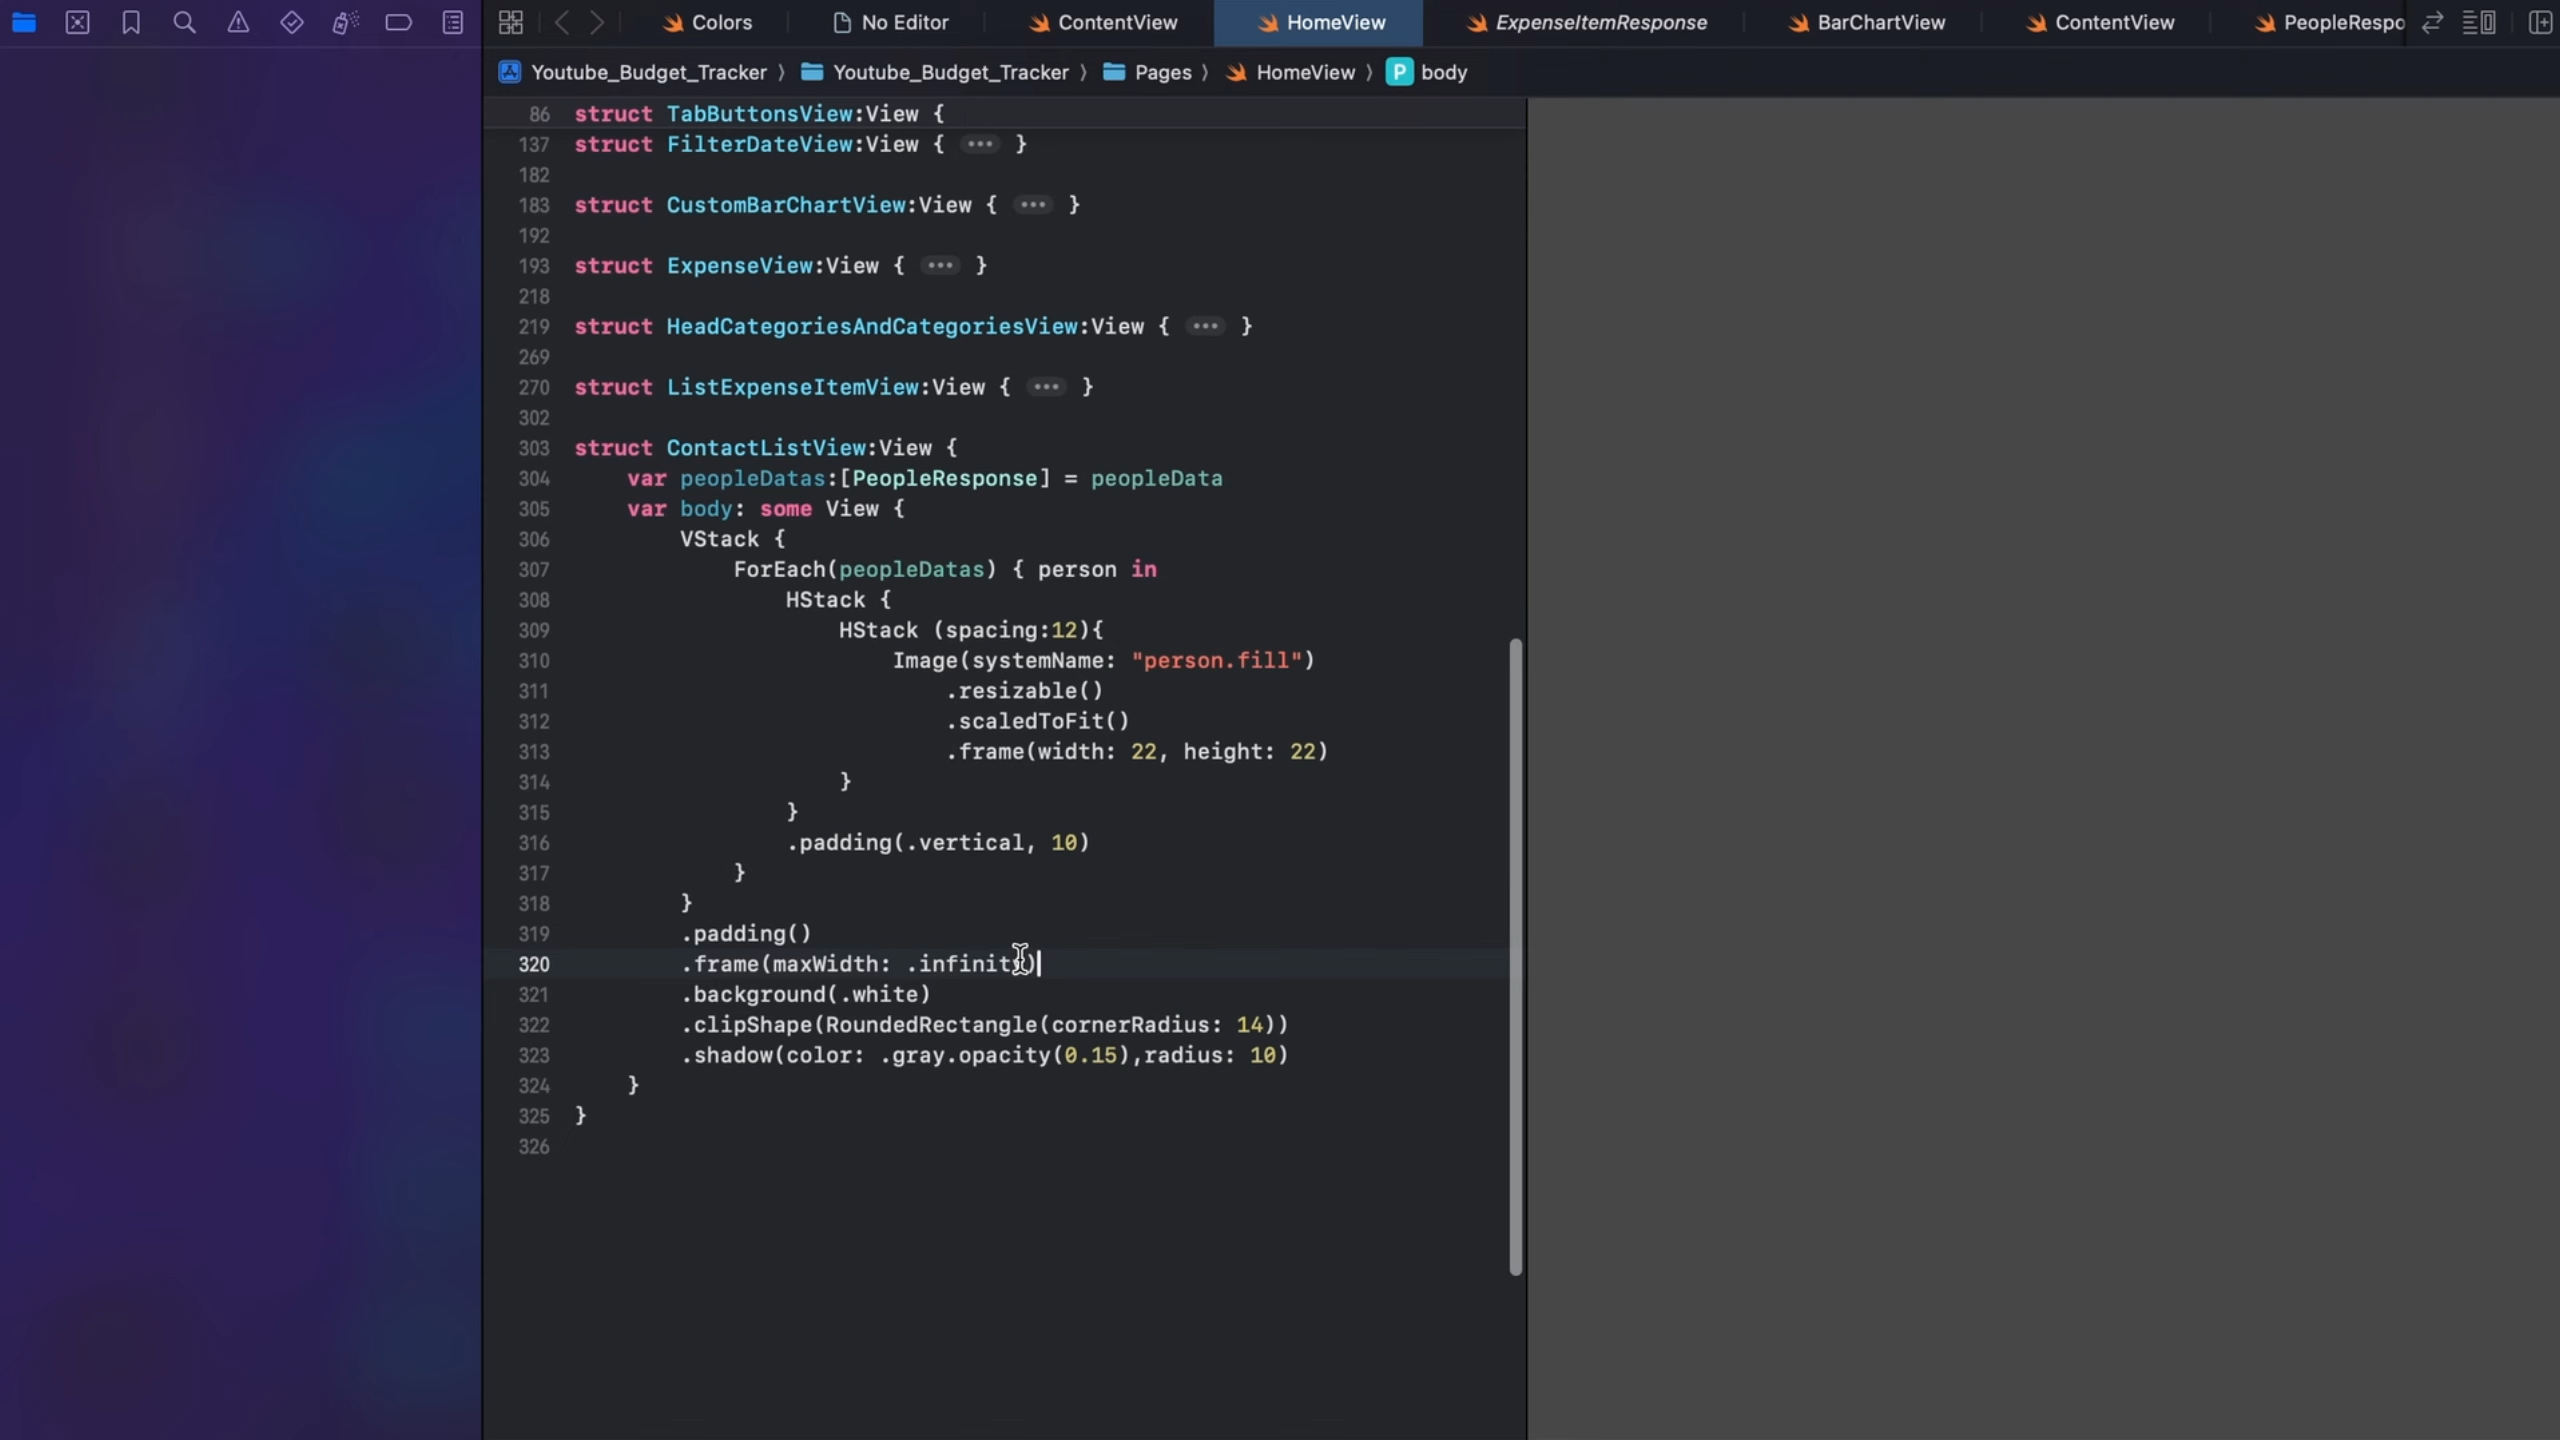 Colors No Editor ContentView HomeView ExpenseItemResponse BarChartView ContentView PeopleRespo
Youtube_Budget_Tracker 〉 Youtube_Budget_Tracker 〉 Pages 〉 HomeView 〉 P body
86 struct TabButtonsView:View {
137 struct FilterDateView:View { ••• }
182
183 struct CustomBarChartView:View { ••• }
192
193 struct ExpenseView:View { ••• }
218
219 struct HeadCategoriesAndCategoriesView:View { ••• }
269
270 struct ListExpenseItemView:View { ••• }
302
303 struct ContactListView:View {
304 var peopleDatas:[PeopleResponse] = peopleData
305 var body: some View {
306 VStack {
307 ForEach(peopleDatas) { person in
308 HStack {
309 HStack (spacing:12){
310 Image(systemName: "person.fill")
311 .resizable()
312 .scaledToFit()
313 .frame(width: 22, height: 22)
314 }
315 }
316 .padding(.vertical, 10)
317 }
318 }
319 .padding()
320 .frame(maxWidth: .infinity)
321 .background(.white)
322 .clipShape(RoundedRectangle(cornerRadius: 14))
323 .shadow(color: .gray.opacity(0.15),radius: 10)
324 }
325 }
326